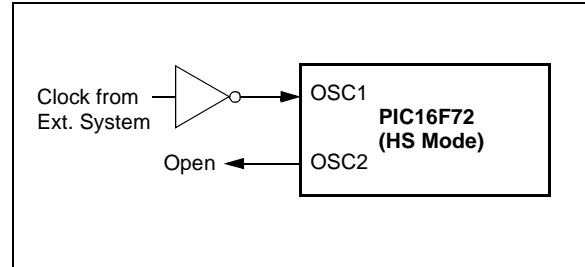 Clock from
Ext. System
OSC1
PIC16F72
(HS Mode)
Open
OSC2